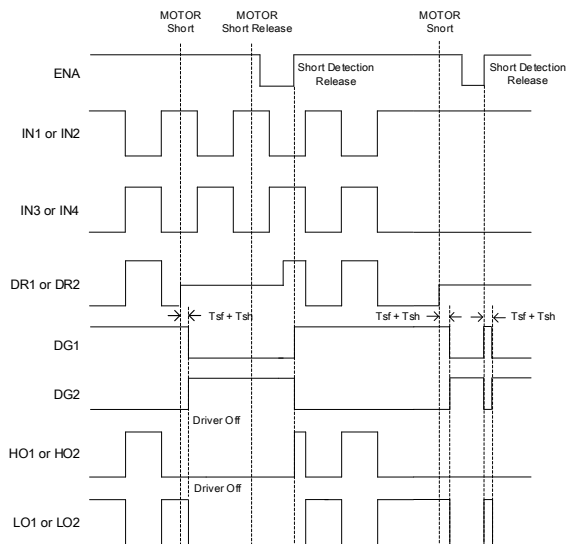 MOTOR
Short
MOTOR
Short Release
MOTOR
Snort
ENA
Short Detection
Release
Short Detection
Release
IN1 or IN2
IN3 or IN4
DR1 or DR2
Tsf + Tsh
Tsf + Tsh
Tsf + Tsh
DG1
DG2
Driver Off
HO1 or HO2
Driver Off
LO1 or LO2